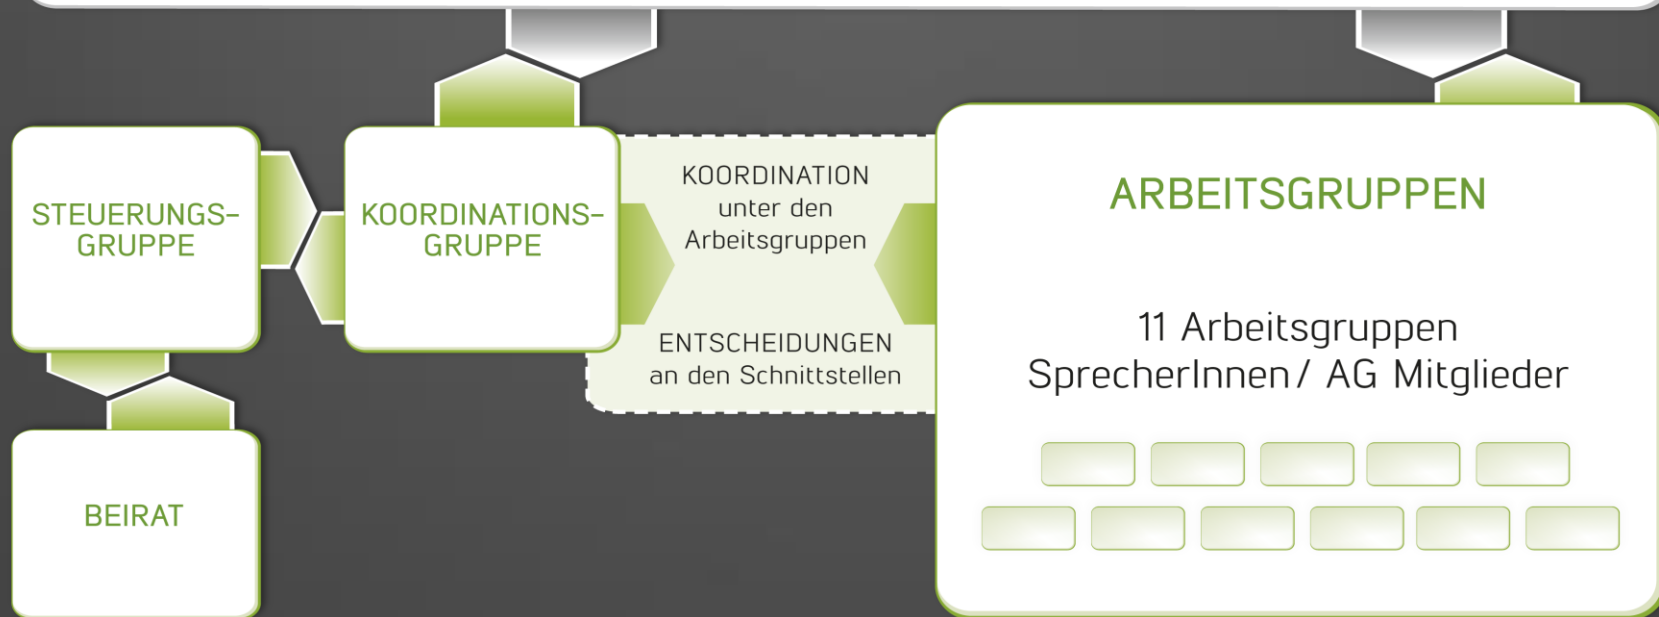 STEUERUNGS-
GRUPPE
KOORDINATIONS-
GRUPPE
KOORDINATION
unter den
Arbeitsgruppen
ENTSCHEIDUNGEN
an den Schnittstellen
ARBEITSGRUPPEN
11 Arbeitsgruppen
SprecherInnen/ AG Mitglieder
BEIRAT